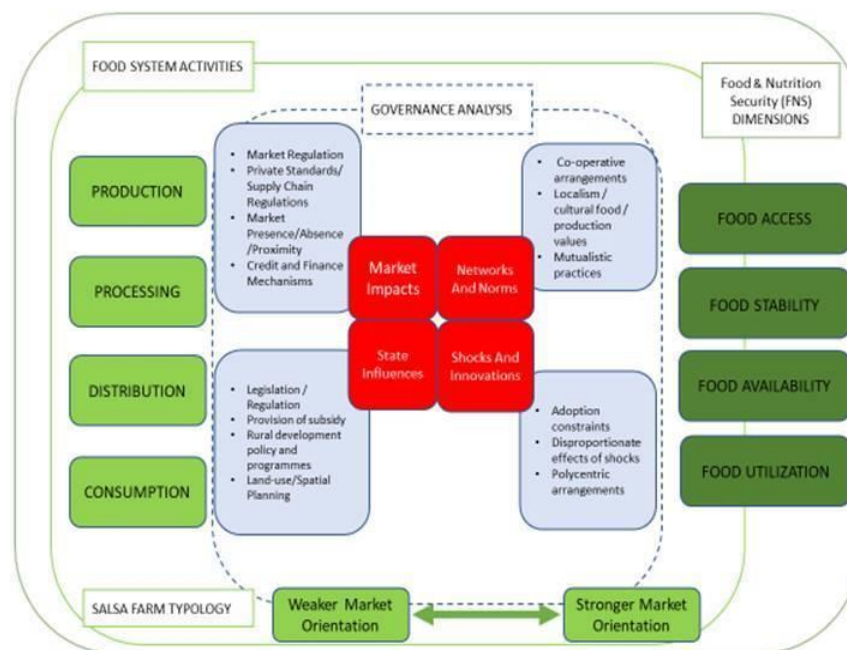 FOOD SYSTEM ACTIVITIES
Food & Nutrition
Security (FNS)
DIMENSIONS
GOVERNANCE ANALYSIS
PRODUCTION
PROCESSING
DISTRIBUTION
CONSUMPTION
• Market Regulation
• Private Standards/
Supply Chain
Regulations
• Market
Presence/Absence
/Proximity
• Credit and Finance
Mechanisms
• Co-operative
arrangements
• Localism /
cultural food /
production
values
• Mutualistic
practices
Market
Impacts
Networks
And Norms
State
Influences
Shocks And
Innovations
• Legislation /
Regulation
• Provision of subsidy
• Rural development
policy and
programmes
• Land-use/Spatial
Planning
• Adoption
constraints
• Disproportionate
effects of shocks
• Polycentric
arrangements
FOOD ACCESS
FOOD STABILITY
FOOD AVAILABILITY
FOOD UTILIZATION
SALSA FARM TYPOLOGY
Weaker Market
Orientation
Stronger Market
Orientation